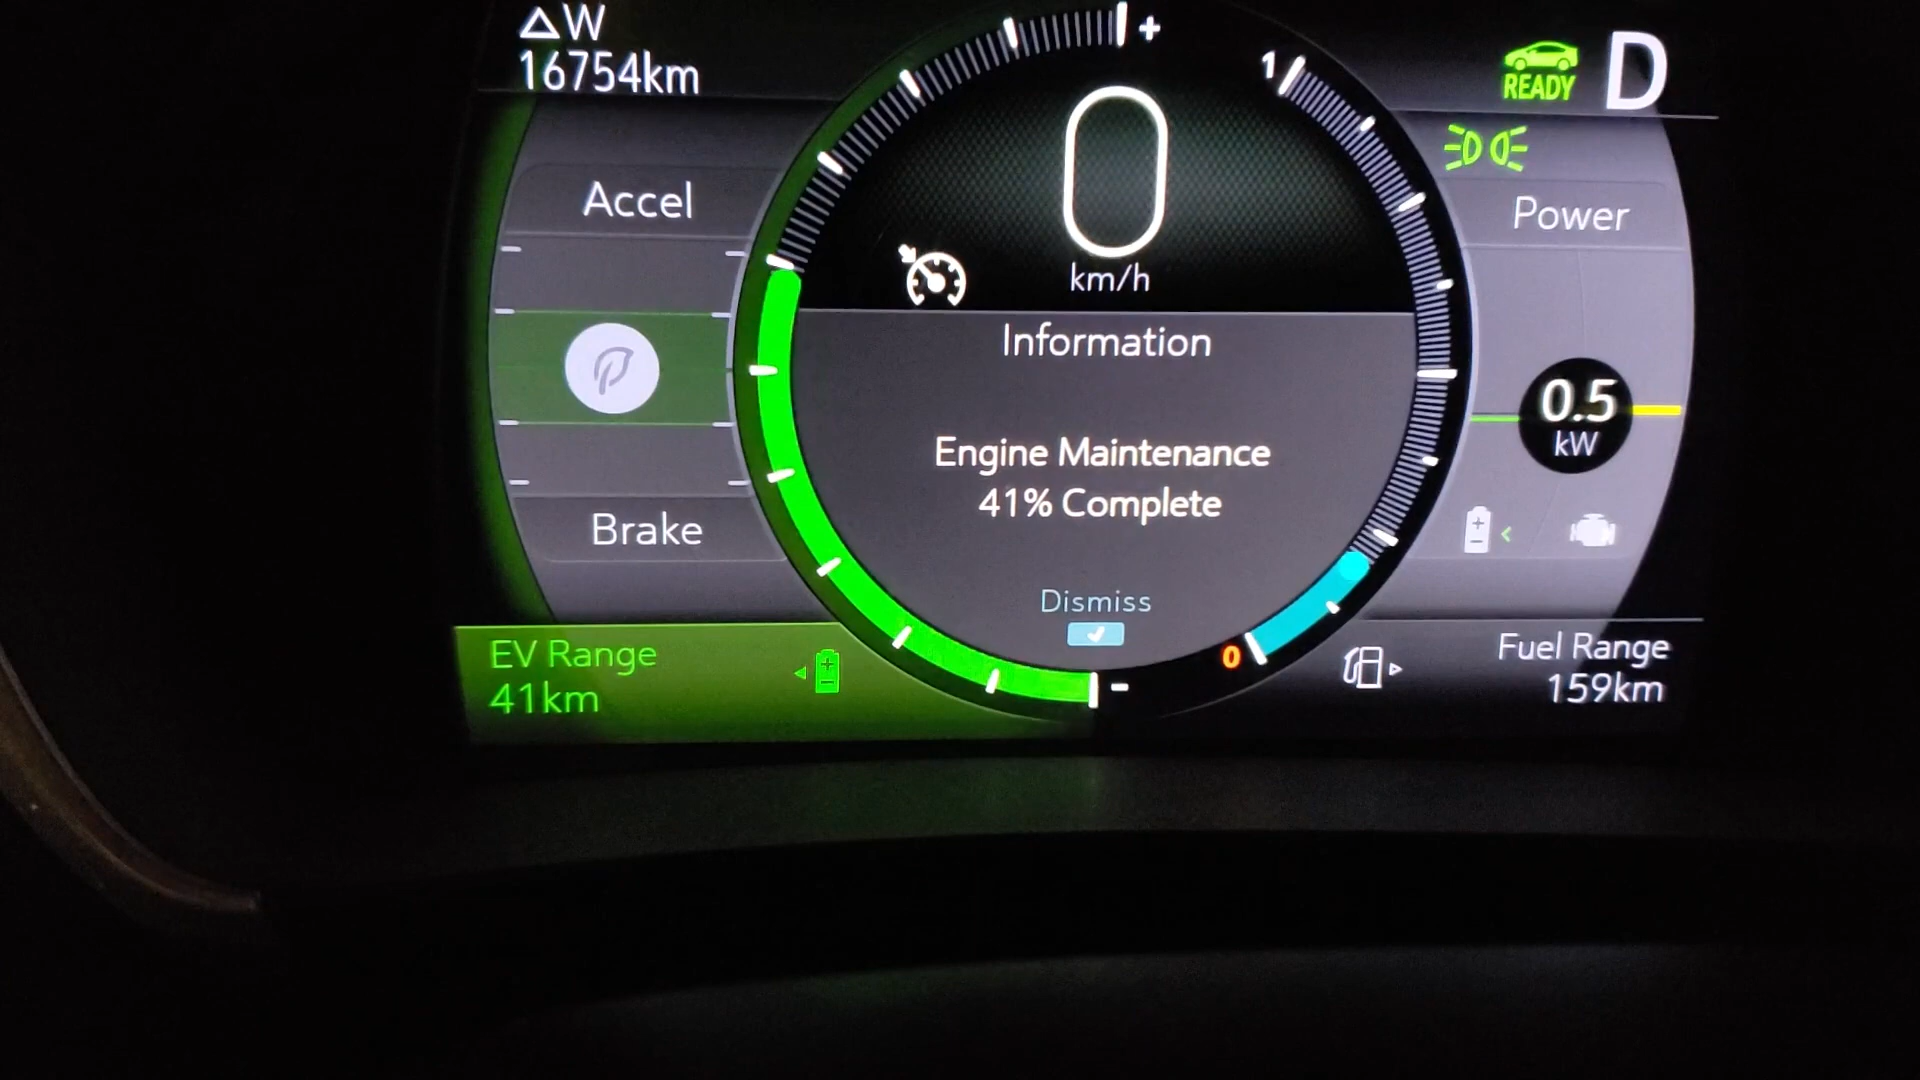 △W
16754km
+
1
READY
D
0
km/h
Accel
Power
Information
0.5
kW
Engine Maintenance
41% Complete
Brake
Dismiss
EV Range
41km
-
0
Fuel Range
159km